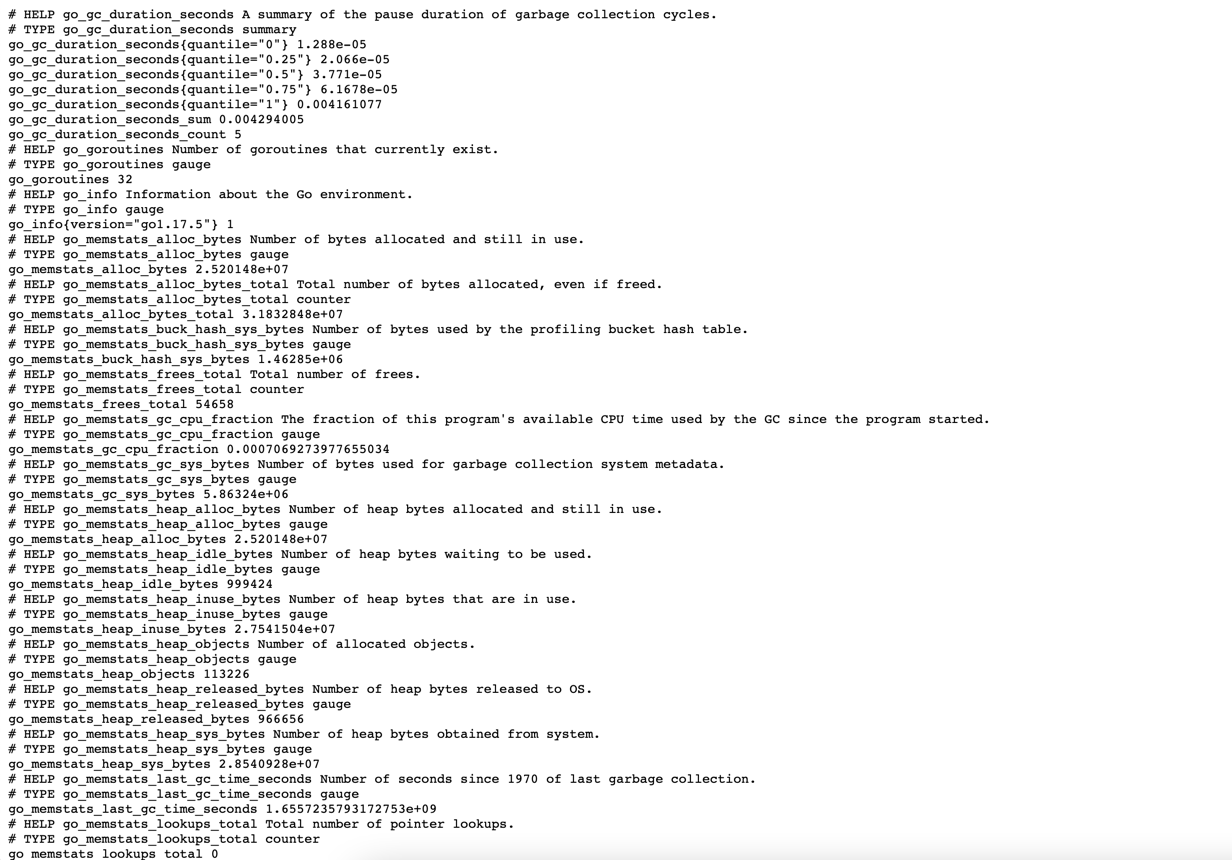 # HELP go_gc_duration_seconds A summary of the pause duration of garbage collection cycles.
# TYPE go_gc_duration_seconds summary
go_gc_duration_seconds{quantile="0"} 1.288e-05
go_gc_duration_seconds{quantile="0.25"} 2.066e-05
go_gc_duration_seconds{quantile="0.5"} 3.771e-05
go_gc_duration_seconds{quantile="0.75"} 6.1678e-05
go_gc_duration_seconds{quantile="1"} 0.004161077
go_gc_duration_seconds_sum 0.004294005
go_gc_duration_seconds_count 5
# HELP go_goroutines Number of goroutines that currently exist.
# TYPE go_goroutines gauge
go_goroutines 32
# HELP go_info Information about the Go environment.
# TYPE go_info gauge
go_info{version="go1.17.5"} 1
# HELP go_memstats_alloc_bytes Number of bytes allocated and still in use.
# TYPE go_memstats_alloc_bytes gauge
go_memstats_alloc_bytes 2.520148e+07
# HELP go_memstats_alloc_bytes_total Total number of bytes allocated, even if freed.
# TYPE go_memstats_alloc_bytes_total counter
go_memstats_alloc_bytes_total 3.1832848e+07
# HELP go_memstats_buck_hash_sys_bytes Number of bytes used by the profiling bucket hash table.
# TYPE go_memstats_buck_hash_sys_bytes gauge
go_memstats_buck_hash_sys_bytes 1.46285e+06
# HELP go_memstats_frees_total Total number of frees.
# TYPE go_memstats_frees_total counter
go_memstats_frees_total 54658
# HELP go_memstats_gc_cpu_fraction The fraction of this program's available CPU time used by the GC since the program started.
# TYPE go_memstats_gc_cpu_fraction gauge
go_memstats_gc_cpu_fraction 0.0007069273977655034
# HELP go_memstats_gc_sys_bytes Number of bytes used for garbage collection system metadata.
# TYPE go_memstats_gc_sys_bytes gauge
go_memstats_gc_sys_bytes 5.86324e+06
# HELP go_memstats_heap_alloc_bytes Number of heap bytes allocated and still in use.
# TYPE go_memstats_heap_alloc_bytes gauge
go_memstats_heap_alloc_bytes 2.520148e+07
# HELP go_memstats_heap_idle_bytes Number of heap bytes waiting to be used.
# TYPE go_memstats_heap_idle_bytes gauge
go_memstats_heap_idle_bytes 999424
# HELP go_memstats_heap_inuse_bytes Number of heap bytes that are in use.
# TYPE go_memstats_heap_inuse_bytes gauge
go_memstats_heap_inuse_bytes 2.7541504e+07
# HELP go_memstats_heap_objects Number of allocated objects.
# TYPE go_memstats_heap_objects gauge
go_memstats_heap_objects 113226
# HELP go_memstats_heap_released_bytes Number of heap bytes released to OS.
# TYPE go_memstats_heap_released_bytes gauge
go_memstats_heap_released_bytes 966656
# HELP go_memstats_heap_sys_bytes Number of heap bytes obtained from system.
# TYPE go_memstats_heap_sys_bytes gauge
go_memstats_heap_sys_bytes 2.8540928e+07
# HELP go_memstats_last_gc_time_seconds Number of seconds since 1970 of last garbage collection.
# TYPE go_memstats_last_gc_time_seconds gauge
go_memstats_last_gc_time_seconds 1.6557235793172753e+09
# HELP go_memstats_lookups_total Total number of pointer lookups.
# TYPE go_memstats_lookups_total counter
go_memstats_lookups_total 0